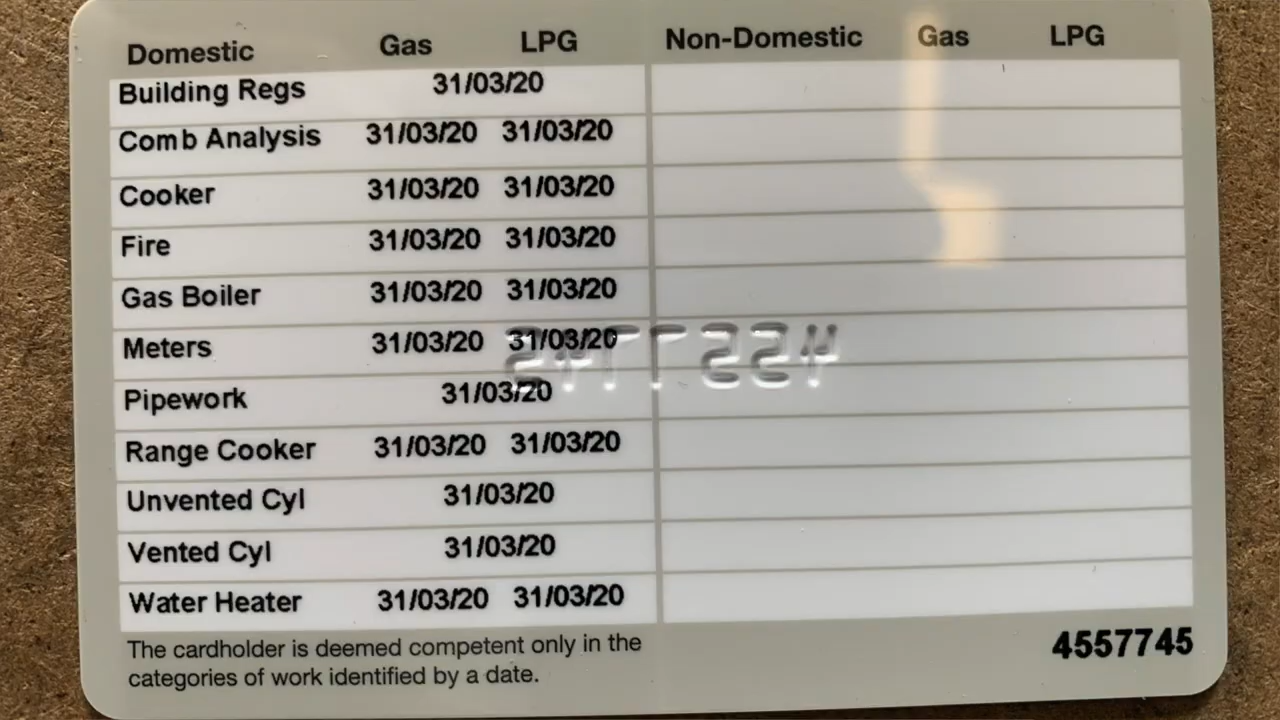 Domestic Gas LPG Non-Domestic Gas LPG
Building Regs 31/03/20
Comb Analysis 31/03/20 31/03/20
Cooker 31/03/20 31/03/20
Fire 31/03/20 31/03/20
Gas Boiler 31/03/20 31/03/20
Meters 31/03/20 31/03/20
Pipework 31/03/20
Range Cooker 31/03/20 31/03/20
Unvented Cyl 31/03/20
Vented Cyl 31/03/20
Water Heater 31/03/20 31/03/20
The cardholder is deemed competent only in the
categories of work identified by a date.
4557745